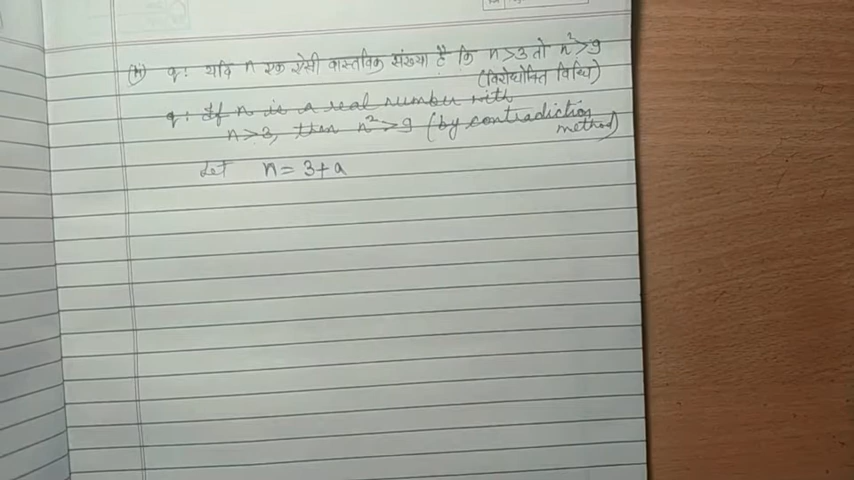 (ii) q: यदि n एक ऐसी वास्तविक संख्या है कि n>3 तो n²>9
(विरोधोक्ति विधि)
q: If n is a real number with
n>3, then n²>9 (by contradiction
method)
Let n = 3+a